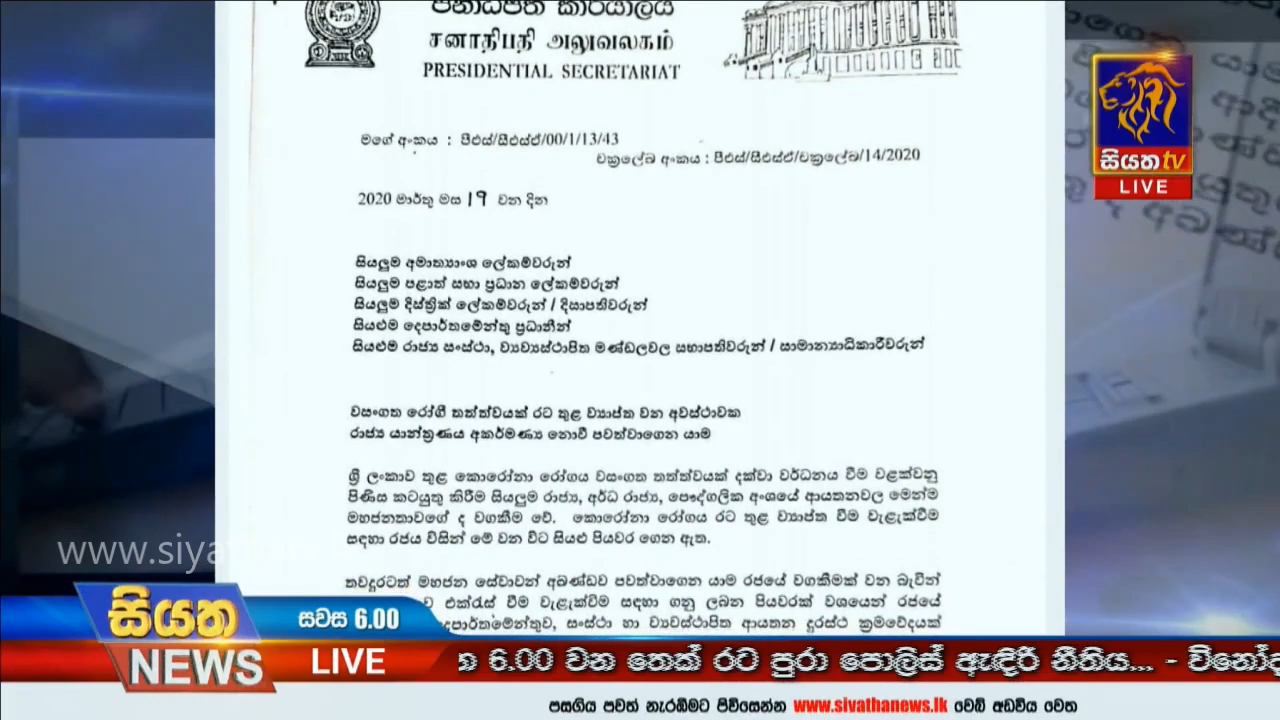 ජනාධිපති කාර්යාලය
சனாதிபதி அலுவலகம்
PRESIDENTIAL SECRETARIAT
සියත tv
LIVE
මගේ අංකය : පීඑස්/සීඑස්ඒ/00/1/13/43
චක්‍රලේඛ අංකය : පීඑස්/සීඑස්ඒ/චක්‍රලේඛ/14/2020
2020 මාර්තු මස 19 වන දින
සියලුම අමාත්‍යාංශ ලේකම්වරුන්
සියලුම පළාත් සභා ප්‍රධාන ලේකම්වරුන්
සියලුම දිස්ත්‍රික් ලේකම්වරුන් / දිසාපතිවරුන්
සියළුම දෙපාර්තමේන්තු ප්‍රධානීන්
සියළුම රාජ්‍ය සංස්ථා, ව්‍යවස්ථාපිත මණ්ඩලවල සභාපතිවරුන් / සාමාන්‍යාධිකාරීවරුන්
වසංගත රෝගී තත්ත්වයක් රට තුළ ව්‍යාප්ත වන අවස්ථාවක
රාජ්‍ය යාන්ත්‍රණය අකර්මණ්‍ය නොවී පවත්වාගෙන යාම
ශ්‍රී ලංකාව තුළ කොරෝනා රෝගය වසංගත තත්ත්වයක් දක්වා වර්ධනය වීම වළක්වනු
පිණිස කටයුතු කිරීම සියලුම රාජ්‍ය, අර්ධ රාජ්‍ය, පෞද්ගලික අංශයේ ආයතනවල මෙන්ම
මහජනතාවගේ ද වගකීම වේ. කොරෝනා රෝගය රට තුළ ව්‍යාප්ත වීම වැළැක්වීම
සඳහා රජය විසින් මේ වන විට සියළු පියවර ගෙන ඇත.
තවදුරටත් මහජන සේවාවන් අඛණ්ඩව පවත්වාගෙන යාම රජයේ වගකීමක් වන බැවින්
එක්රැස් වීම වැළැක්වීම සඳහා ගනු ලබන පියවරක් වශයෙන් රජයේ
දෙපාර්තමේන්තුව, සංස්ථා හා ව්‍යවස්ථාපිත ආයතන දුරස්ථ ක්‍රමවේදයක්
සියත
NEWS
සවස 6.00
LIVE
6.00 වන තෙක් රට පුරා පොලිස් ඇඳිරි නීතිය... - විනෝද
පසගිය පවත් නැරඹීමට පිවිසෙන්න www.siyathanews.lk වෙබ් අඩවිය වෙත